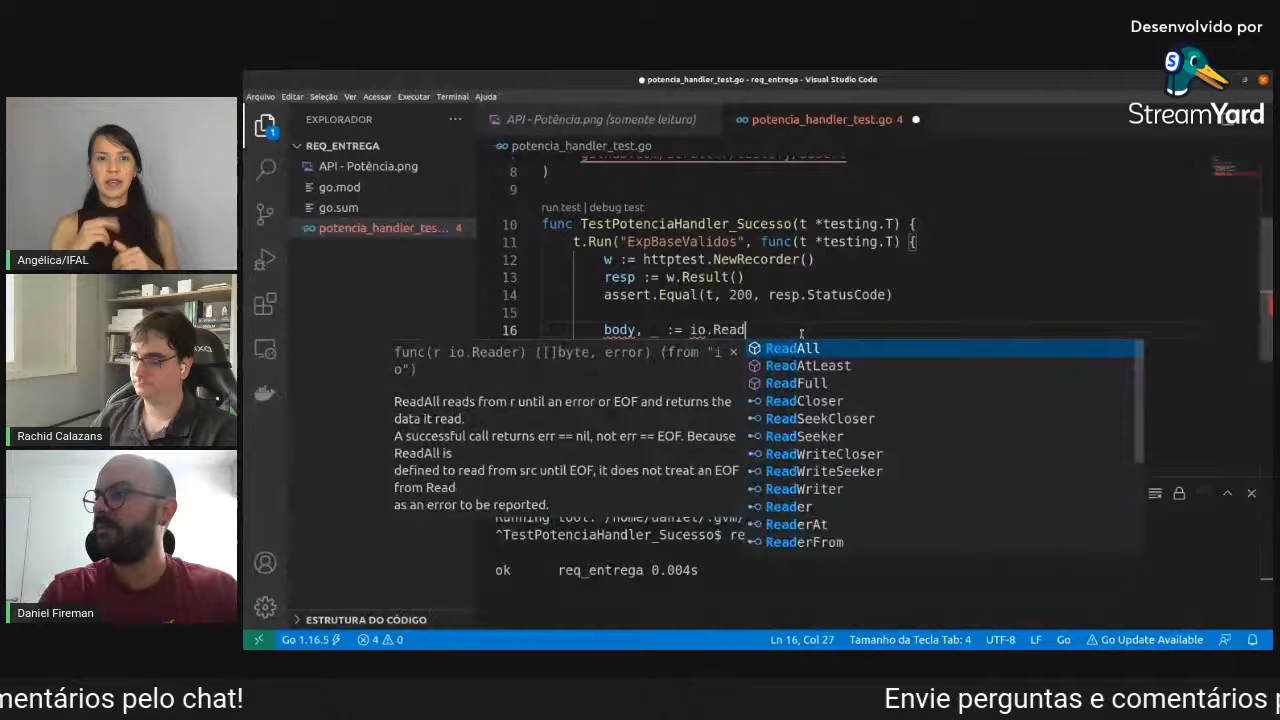 Desenvolvido por
S
StreamYard
potencia_handler_test.go - req_entrega - Visual Studio Code
Arquivo Editar Seleção Ver Acessar Executar Terminal Ajuda
1
EXPLORADOR
API - Potência.png (somente leitura)
potencia_handler_test.go 4
REQ_ENTREGA
potencia_handler_test.go
API - Potência.png
go.mod
go.sum
potencia_handler_tes... 4
8 )
9
run test | debug test
10 func TestPotenciaHandler_Sucesso(t *testing.T) {
11 t.Run("ExpBaseValidos", func(t *testing.T) {
12 w := httptest.NewRecorder()
13 resp := w.Result()
14 assert.Equal(t, 200, resp.StatusCode)
15
16 body, _ := io.Read
func(r io.Reader) ([]byte, error) (from "i
o")
ReadAll reads from r until an error or EOF and returns the
data it read.
A successful call returns err == nil, not err == EOF. Because
ReadAll is
defined to read from src until EOF, it does not treat an EOF
from Read
as an error to be reported.
ReadAll
ReadAtLeast
ReadFull
ReadCloser
ReadSeekCloser
ReadSeeker
ReadWriteCloser
ReadWriteSeeker
ReadWriter
Reader
ReaderAt
ReaderFrom
Running tool: /home/daniel/.gvm/
^TestPotenciaHandler_Sucesso$ re
ok req_entrega 0.004s
ESTRUTURA DO CÓDIGO
Go 1.16.5 4 0 Ln 16, Col 27 Tamanho da Tecla Tab: 4 UTF-8 LF Go Go Update Available
Angélica/IFAL
Rachid Calazans
Daniel Fireman
mentários pelo chat!
Envie perguntas e comentários